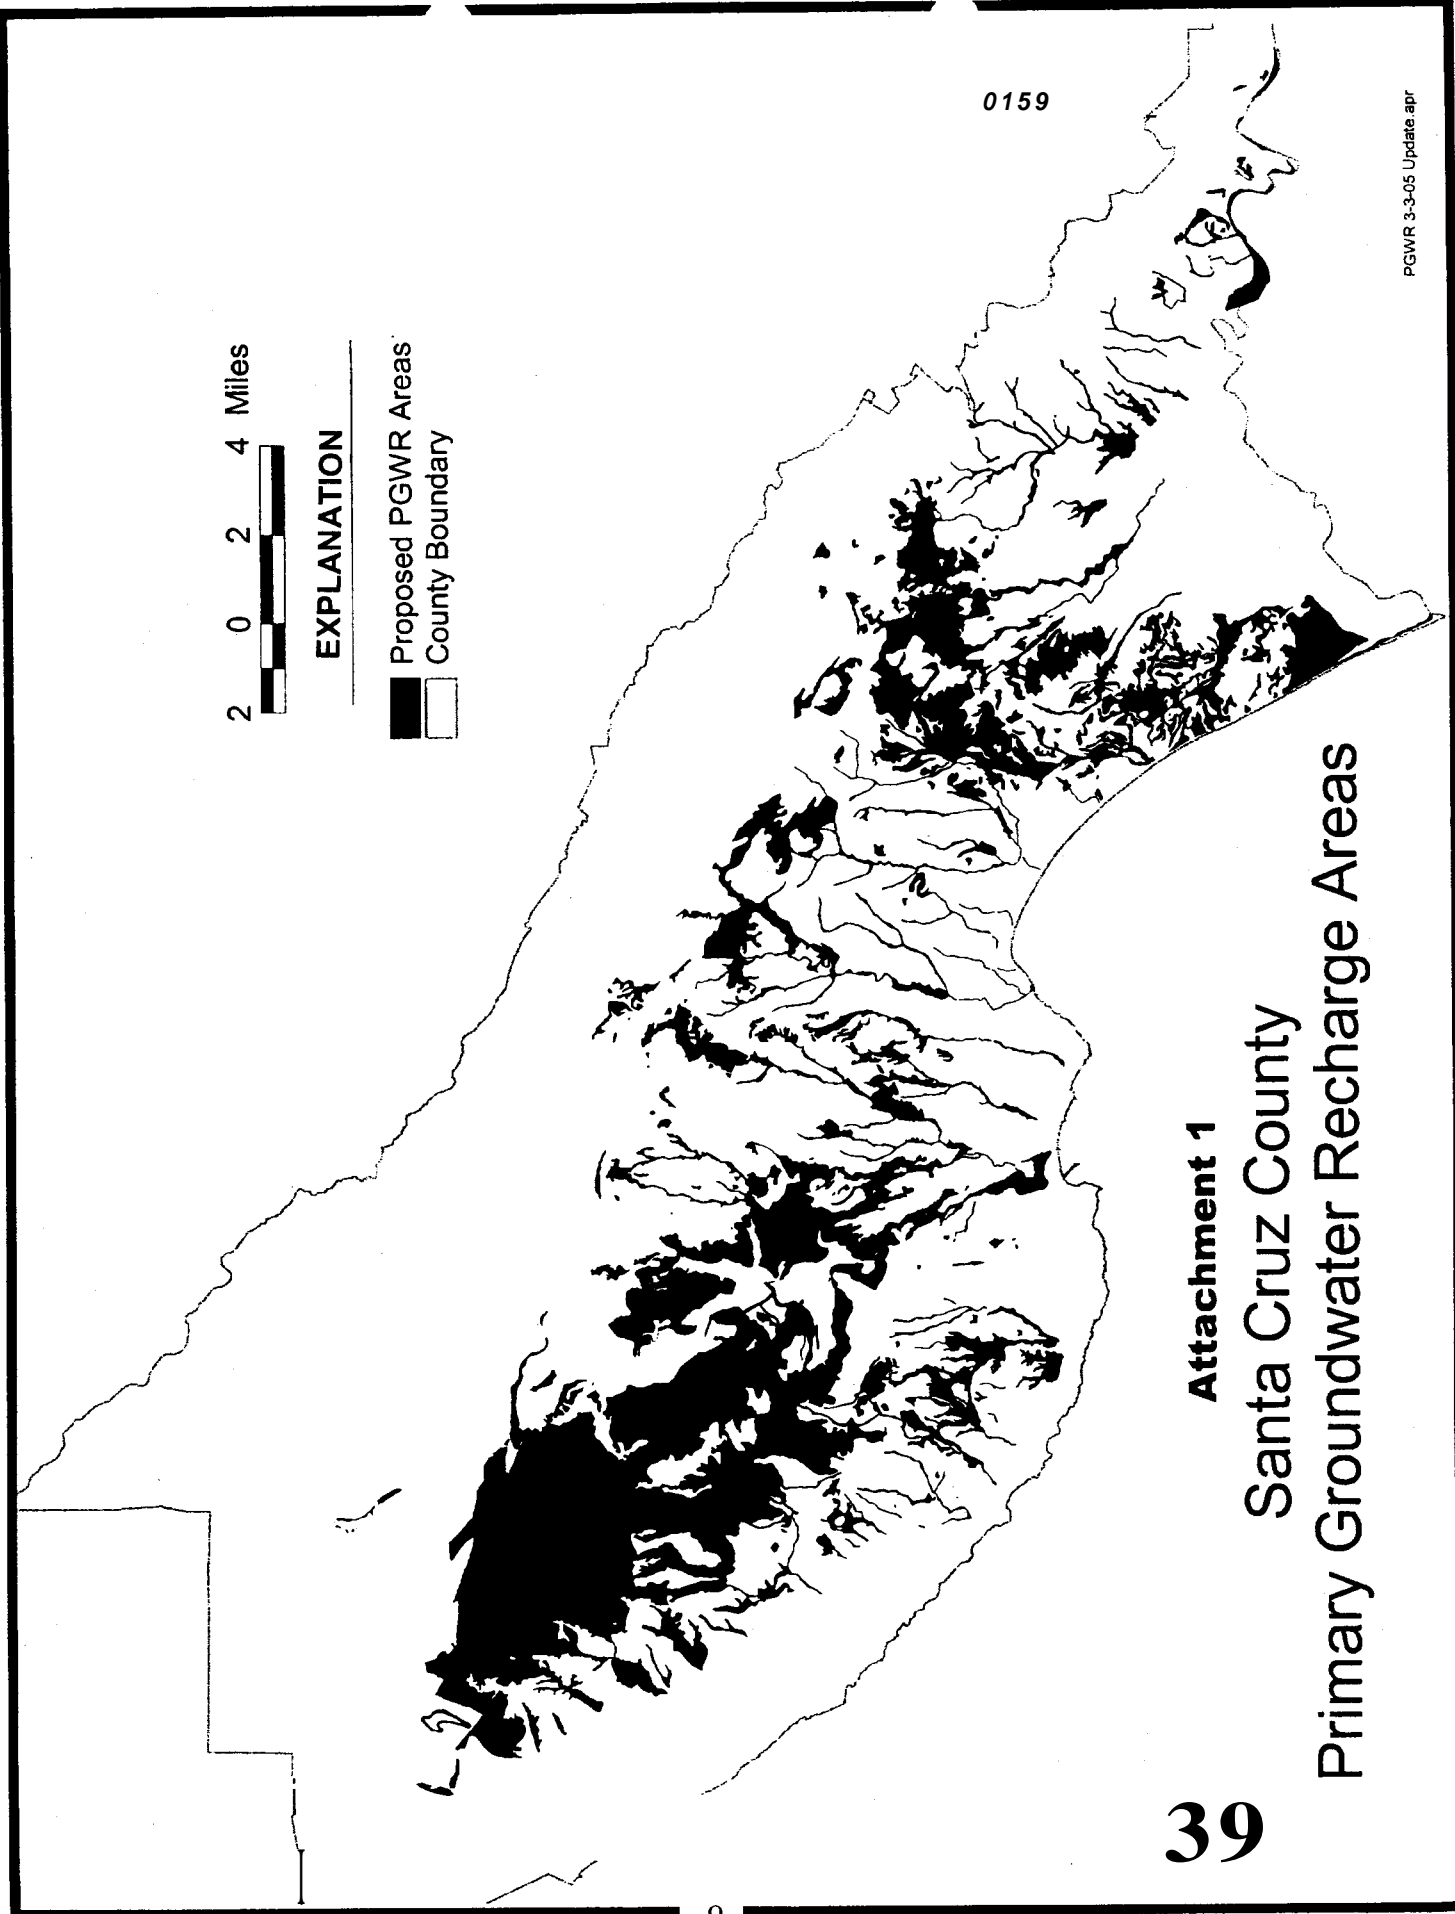 0159
2 0 2 4 Miles
EXPLANATION
Proposed PGWR Areas
County Boundary
Attachment 1
Santa Cruz County
Primary Groundwater Recharge Areas
PGWR 3-3-05 Update.apr
39